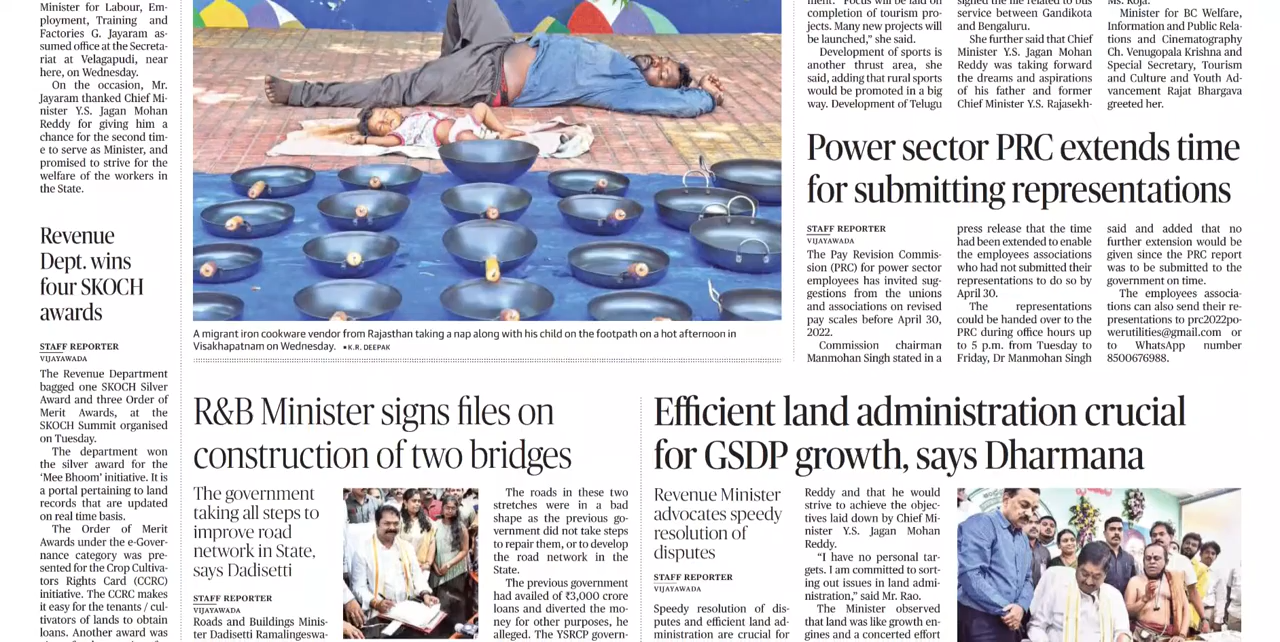 Minister for Labour, Em-
ployment, Training and
Factories G. Jayaram as-
sumed office at the Secreta-
riat at Velagapudi, near
here, on Wednesday.
On the occasion, Mr.
Jayaram thanked Chief Mi-
nister Y.S. Jagan Mohan
Reddy for giving him a
chance for the second tim-
e to serve as Minister, and
promised to strive for the
welfare of the workers in
the State.
Revenue
Dept. wins
four SKOCH
awards
STAFF REPORTER
VIJAYAWADA
The Revenue Department
bagged one SKOCH Silver
Award and three Order of
Merit Awards, at the
SKOCH Summit organised
on Tuesday.
The department won
the silver award for the
‘Mee Bhoom’ initiative. It is
a portal pertaining to land
records that are updated
on real time basis.
The Order of Merit
Awards under the e-Gover-
nance category was pre-
sented for the Crop Cultiva-
tors Rights Card (CCRC)
initiative. The CCRC makes
it easy for the tenants / cul-
tivators of lands to obtain
loans. Another award was
A migrant iron cookware vendor from Rajasthan taking a nap along with his child on the footpath on a hot afternoon in
Visakhapatnam on Wednesday. • K.R. DEEPAK
ment. “Focus will be laid on
completion of tourism pro-
jects. Many new projects will
be launched,” she said.
Development of sports is
another thrust area, she
said, adding that rural sports
would be promoted in a big
way. Development of Telugu
signed the file related to bus
service between Gandikota
and Bengaluru.
She further said that Chief
Minister Y.S. Jagan Mohan
Reddy was taking forward
the dreams and aspirations
of his father and former
Chief Minister Y.S. Rajasekh-
Ms. Roja.
Minister for BC Welfare,
Information and Public Rela-
tions and Cinematography
Ch. Venugopala Krishna and
Special Secretary, Tourism
and Culture and Youth Ad-
vancement Rajat Bhargava
greeted her.
Power sector PRC extends time
for submitting representations
STAFF REPORTER
VIJAYAWADA
The Pay Revision Commis-
sion (PRC) for power sector
employees has invited sug-
gestions from the unions
and associations on revised
pay scales before April 30,
2022.
Commission chairman
Manmohan Singh stated in a
press release that the time
had been extended to enable
the employees associations
who had not submitted their
representations to do so by
April 30.
The representations
could be handed over to the
PRC during office hours up
to 5 p.m. from Tuesday to
Friday, Dr Manmohan Singh
said and added that no
further extension would be
given since the PRC report
was to be submitted to the
government on time.
The employees associa-
tions can also send their re-
presentations to prc2022po-
werutilities@gmail.com or
to WhatsApp number
8500676988.
R&B Minister signs files on
construction of two bridges
The government
taking all steps to
improve road
network in State,
says Dadisetti
STAFF REPORTER
VIJAYAWADA
Roads and Buildings Minis-
ter Dadisetti Ramalingeswa-
The roads in these two
stretches were in a bad
shape as the previous go-
vernment did not take steps
to repair them, or to develop
the road network in the
State.
The previous government
had availed of ₹3,000 crore
loans and diverted the mo-
ney for other purposes, he
alleged. The YSRCP govern-
Efficient land administration crucial
for GSDP growth, says Dharmana
Revenue Minister
advocates speedy
resolution of
disputes
STAFF REPORTER
VIJAYAWADA
Speedy resolution of dis-
putes and efficient land ad-
ministration are crucial for
Reddy and that he would
strive to achieve the objec-
tives laid down by Chief Mi-
nister Y.S. Jagan Mohan
Reddy.
“I have no personal tar-
gets. I am committed to sort-
ing out issues in land admi-
nistration,” said Mr. Rao.
The Minister observed
that land was like growth en-
gines and a concerted effort